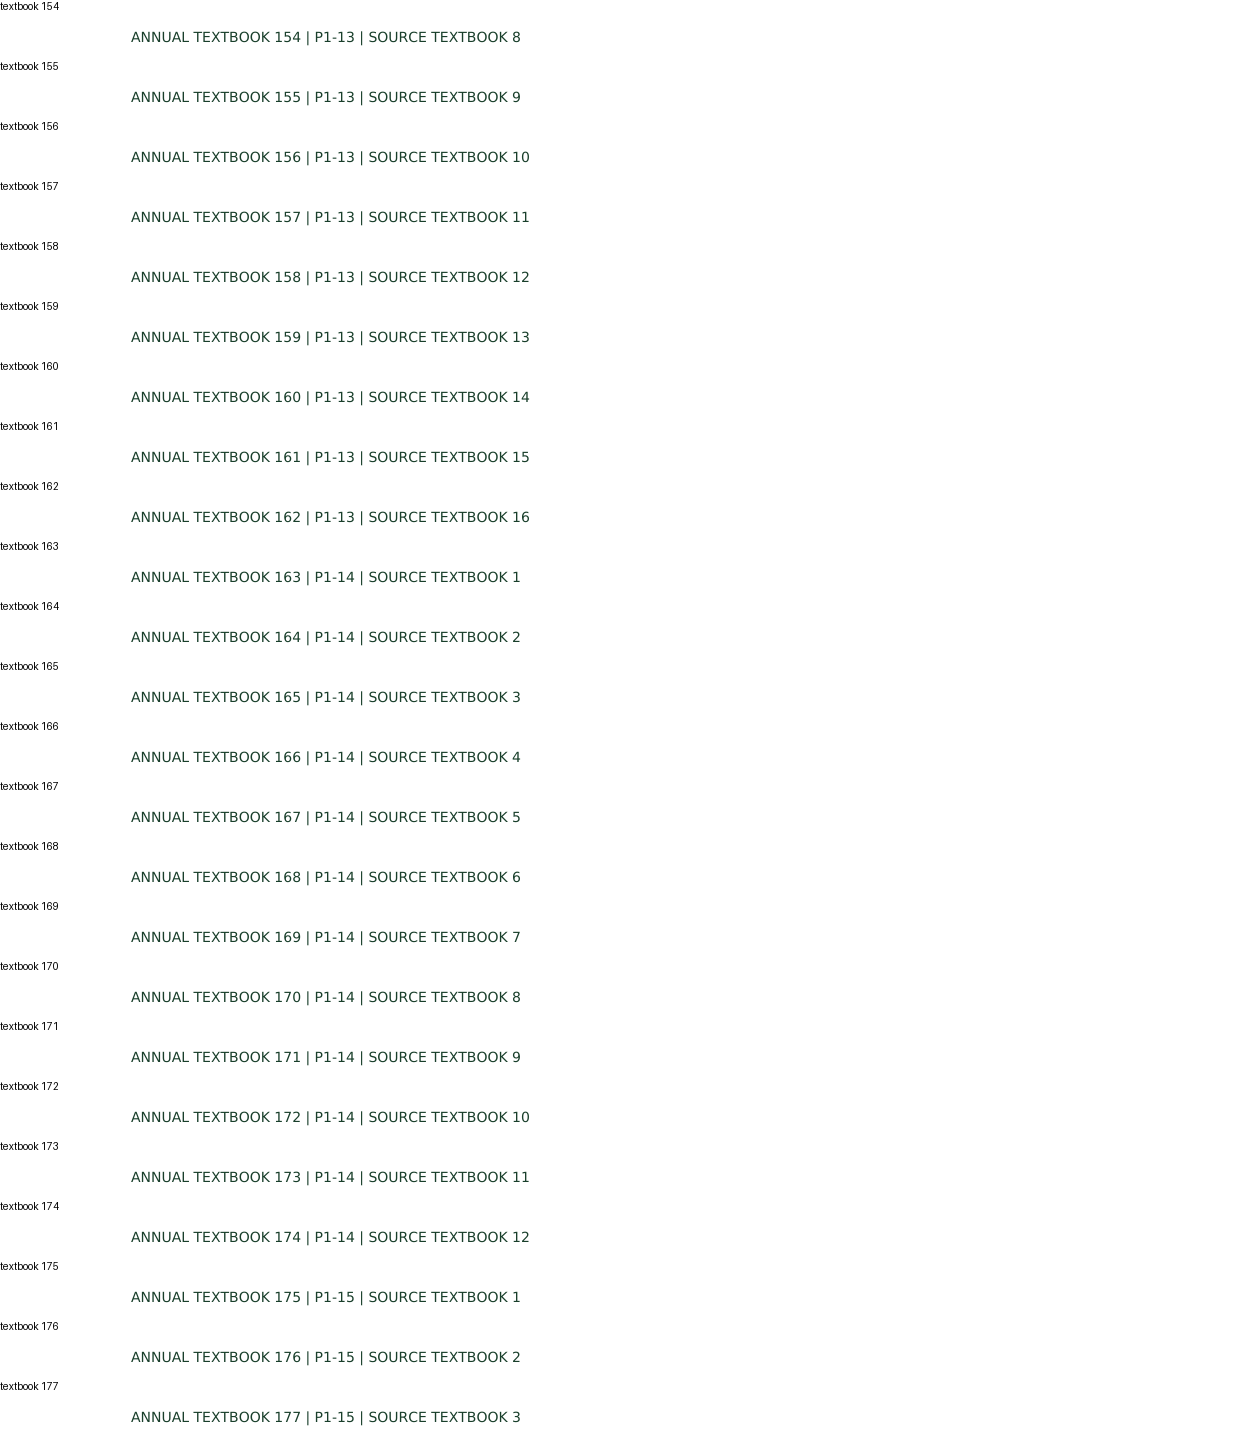 textbook 154
ANNUAL TEXTBOOK 154 | P1-13 | SOURCE TEXTBOOK 8
textbook 155
ANNUAL TEXTBOOK 155 | P1-13 | SOURCE TEXTBOOK 9
textbook 156
ANNUAL TEXTBOOK 156 | P1-13 | SOURCE TEXTBOOK 10
textbook 157
ANNUAL TEXTBOOK 157 | P1-13 | SOURCE TEXTBOOK 11
textbook 158
ANNUAL TEXTBOOK 158 | P1-13 | SOURCE TEXTBOOK 12
textbook 159
ANNUAL TEXTBOOK 159 | P1-13 | SOURCE TEXTBOOK 13
textbook 160
ANNUAL TEXTBOOK 160 | P1-13 | SOURCE TEXTBOOK 14
textbook 161
ANNUAL TEXTBOOK 161 | P1-13 | SOURCE TEXTBOOK 15
textbook 162
ANNUAL TEXTBOOK 162 | P1-13 | SOURCE TEXTBOOK 16
textbook 163
ANNUAL TEXTBOOK 163 | P1-14 | SOURCE TEXTBOOK 1
textbook 164
ANNUAL TEXTBOOK 164 | P1-14 | SOURCE TEXTBOOK 2
textbook 165
ANNUAL TEXTBOOK 165 | P1-14 | SOURCE TEXTBOOK 3
textbook 166
ANNUAL TEXTBOOK 166 | P1-14 | SOURCE TEXTBOOK 4
textbook 167
ANNUAL TEXTBOOK 167 | P1-14 | SOURCE TEXTBOOK 5
textbook 168
ANNUAL TEXTBOOK 168 | P1-14 | SOURCE TEXTBOOK 6
textbook 169
ANNUAL TEXTBOOK 169 | P1-14 | SOURCE TEXTBOOK 7
textbook 170
ANNUAL TEXTBOOK 170 | P1-14 | SOURCE TEXTBOOK 8
textbook 171
ANNUAL TEXTBOOK 171 | P1-14 | SOURCE TEXTBOOK 9
textbook 172
ANNUAL TEXTBOOK 172 | P1-14 | SOURCE TEXTBOOK 10
textbook 173
ANNUAL TEXTBOOK 173 | P1-14 | SOURCE TEXTBOOK 11
textbook 174
ANNUAL TEXTBOOK 174 | P1-14 | SOURCE TEXTBOOK 12
textbook 175
ANNUAL TEXTBOOK 175 | P1-15 | SOURCE TEXTBOOK 1
textbook 176
ANNUAL TEXTBOOK 176 | P1-15 | SOURCE TEXTBOOK 2
textbook 177
ANNUAL TEXTBOOK 177 | P1-15 | SOURCE TEXTBOOK 3